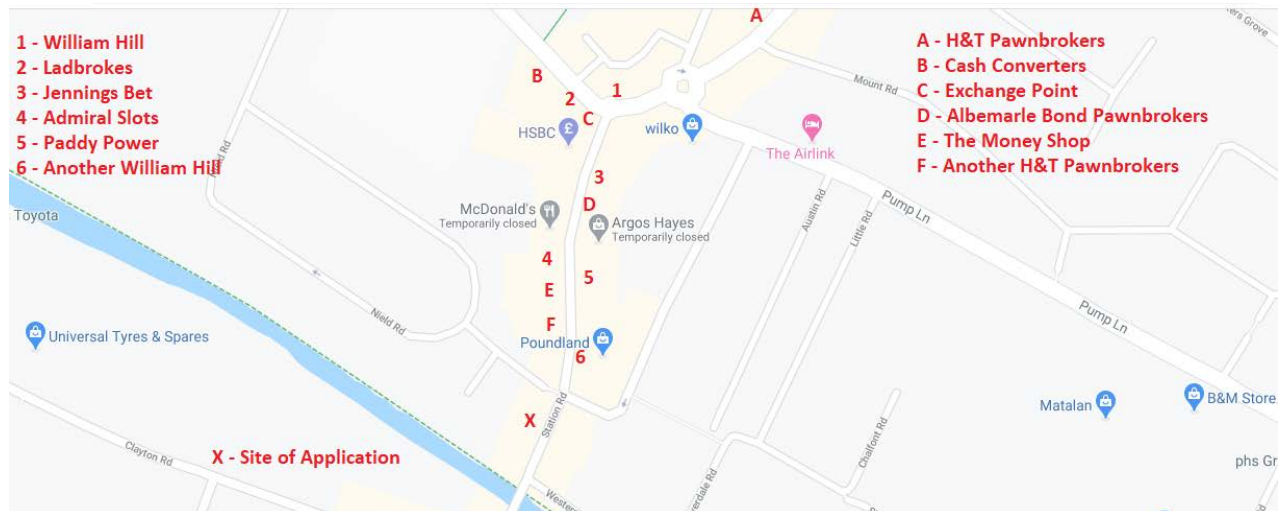 1 - William Hill
2 - Ladbrokes
3 - Jennings Bet
4 - Admiral Slots
5 - Paddy Power
6 - Another William Hill
A - H&T Pawnbrokers
B - Cash Converters
C - Exchange Point
D - Albemarle Bond Pawnbrokers
E - The Money Shop
F - Another H&T Pawnbrokers
A
Grove
Mount Rd
B
1
2
C
HSBC
wilko
The Airlink
3
D
McDonald's
Temporarily closed
Argos Hayes
Temporarily closed
Austin Rd
Little Rd
Pump Ln
Toyota
4
5
E
Nield Rd
F
Pump Ln
Universal Tyres & Spares
Poundland
6
Matalan
B&M Store
X
Station Rd
Chalfont Rd
Clayton Rd
X - Site of Application
phs Gr